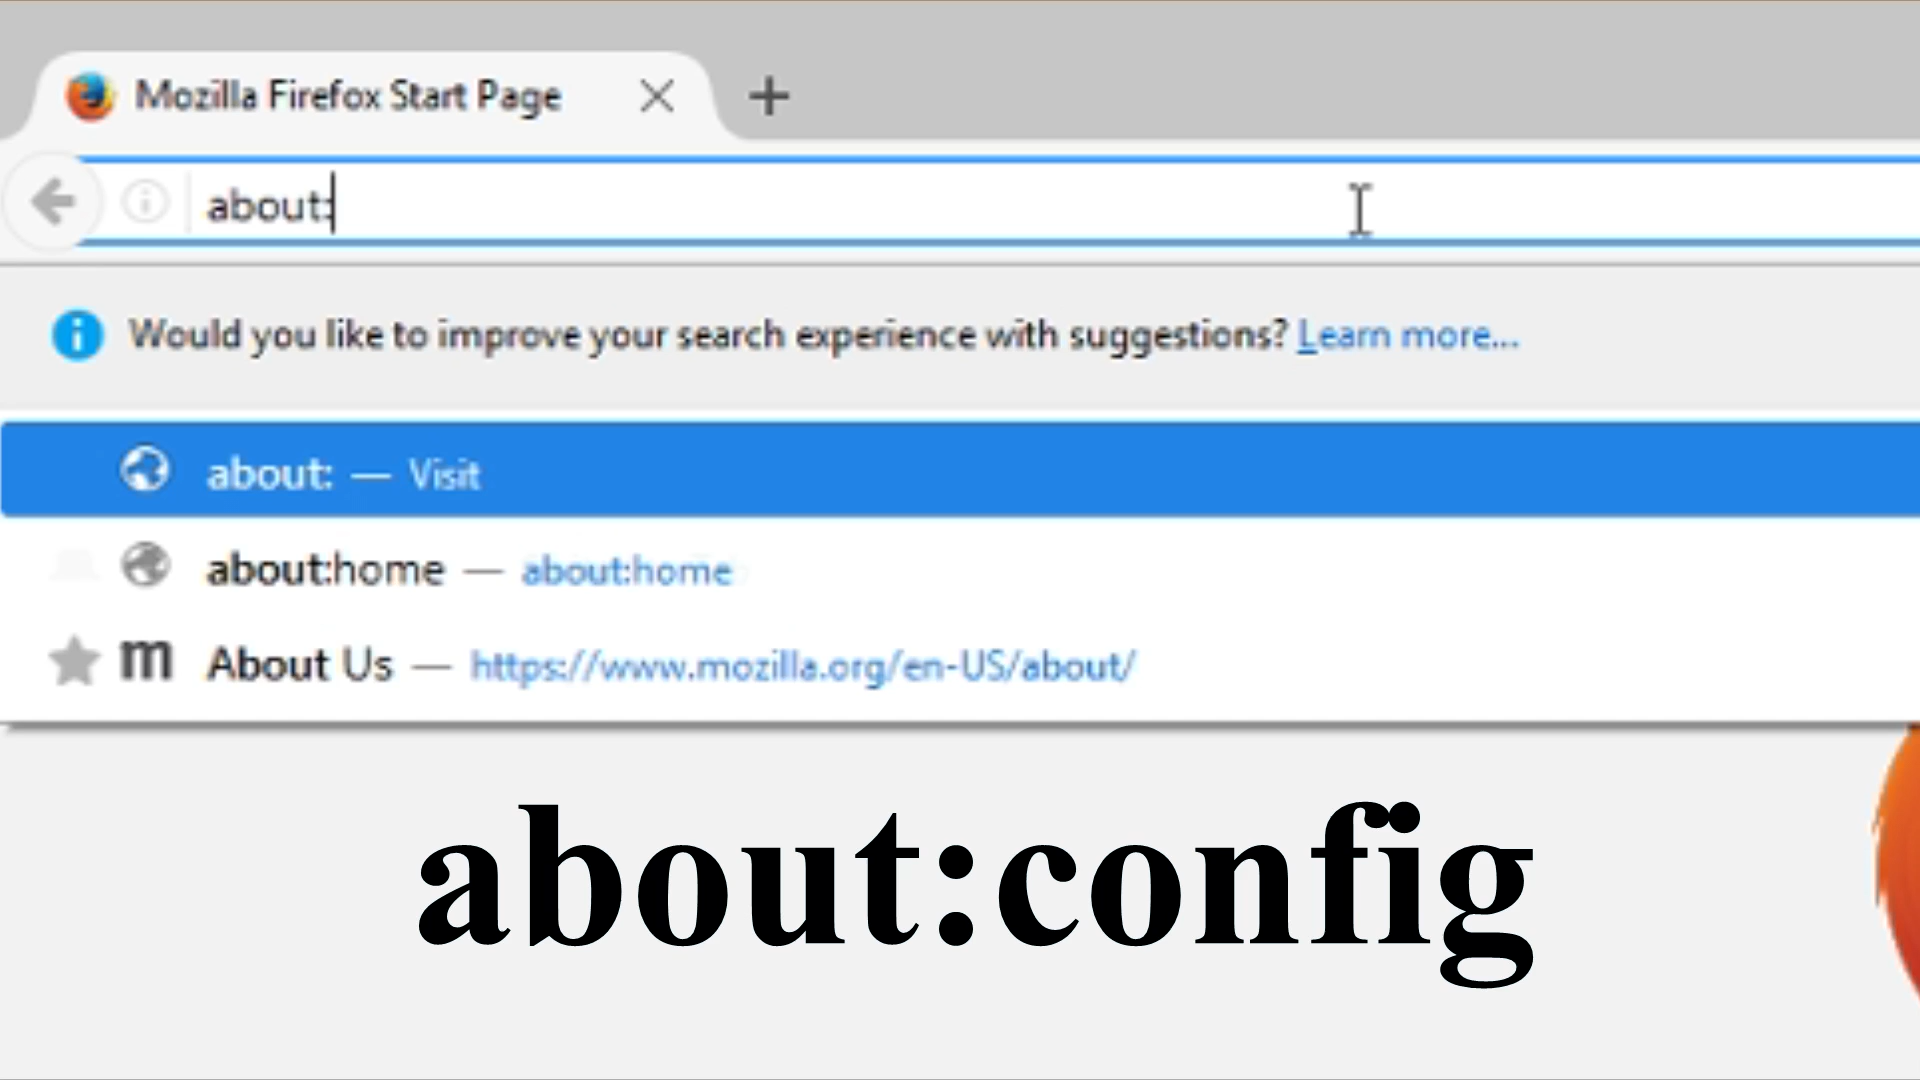 Mozilla Firefox Start Page
about:
Would you like to improve your search experience with suggestions? Learn more...
about: — Visit
about:home — about:home
m About Us — https://www.mozilla.org/en-US/about/
about:config